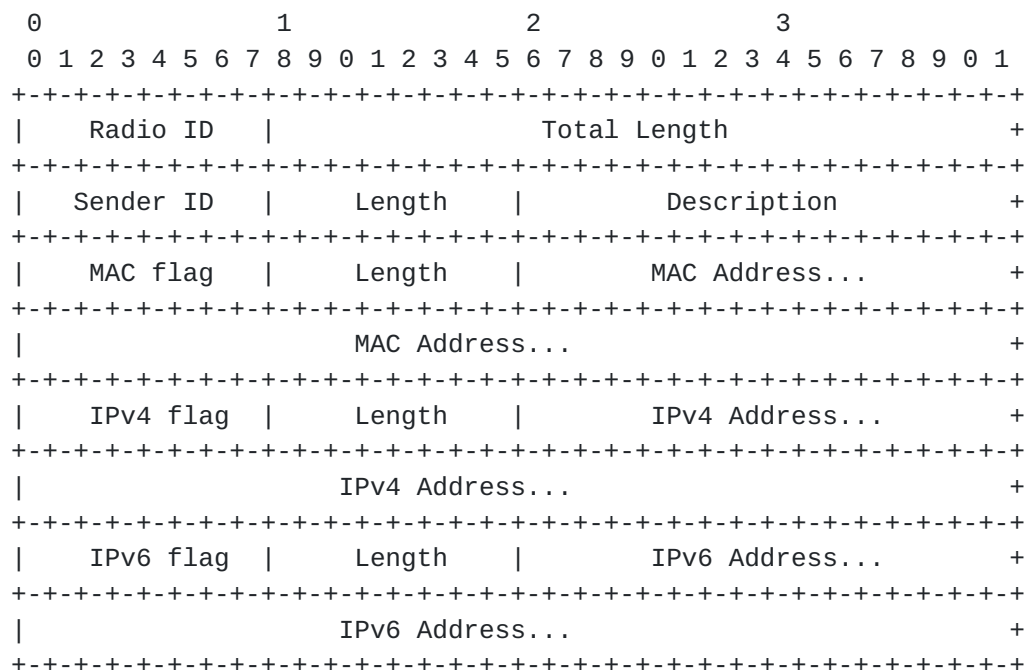 0                   1                   2                   3
 0 1 2 3 4 5 6 7 8 9 0 1 2 3 4 5 6 7 8 9 0 1 2 3 4 5 6 7 8 9 0 1
+-+-+-+-+-+-+-+-+-+-+-+-+-+-+-+-+-+-+-+-+-+-+-+-+-+-+-+-+-+-+-+-+
|    Radio ID   |                 Total Length                  +
+-+-+-+-+-+-+-+-+-+-+-+-+-+-+-+-+-+-+-+-+-+-+-+-+-+-+-+-+-+-+-+-+
|   Sender ID   |     Length    |         Description           +
+-+-+-+-+-+-+-+-+-+-+-+-+-+-+-+-+-+-+-+-+-+-+-+-+-+-+-+-+-+-+-+-+
|    MAC flag   |     Length    |        MAC Address...         +
+-+-+-+-+-+-+-+-+-+-+-+-+-+-+-+-+-+-+-+-+-+-+-+-+-+-+-+-+-+-+-+-+
|                     MAC Address...                            +
+-+-+-+-+-+-+-+-+-+-+-+-+-+-+-+-+-+-+-+-+-+-+-+-+-+-+-+-+-+-+-+-+
|    IPv4 flag  |     Length    |        IPv4 Address...        +
+-+-+-+-+-+-+-+-+-+-+-+-+-+-+-+-+-+-+-+-+-+-+-+-+-+-+-+-+-+-+-+-+
|                    IPv4 Address...                            +
+-+-+-+-+-+-+-+-+-+-+-+-+-+-+-+-+-+-+-+-+-+-+-+-+-+-+-+-+-+-+-+-+
|    IPv6 flag  |     Length    |        IPv6 Address...        +
+-+-+-+-+-+-+-+-+-+-+-+-+-+-+-+-+-+-+-+-+-+-+-+-+-+-+-+-+-+-+-+-+
|                    IPv6 Address...                            +
+-+-+-+-+-+-+-+-+-+-+-+-+-+-+-+-+-+-+-+-+-+-+-+-+-+-+-+-+-+-+-+-+